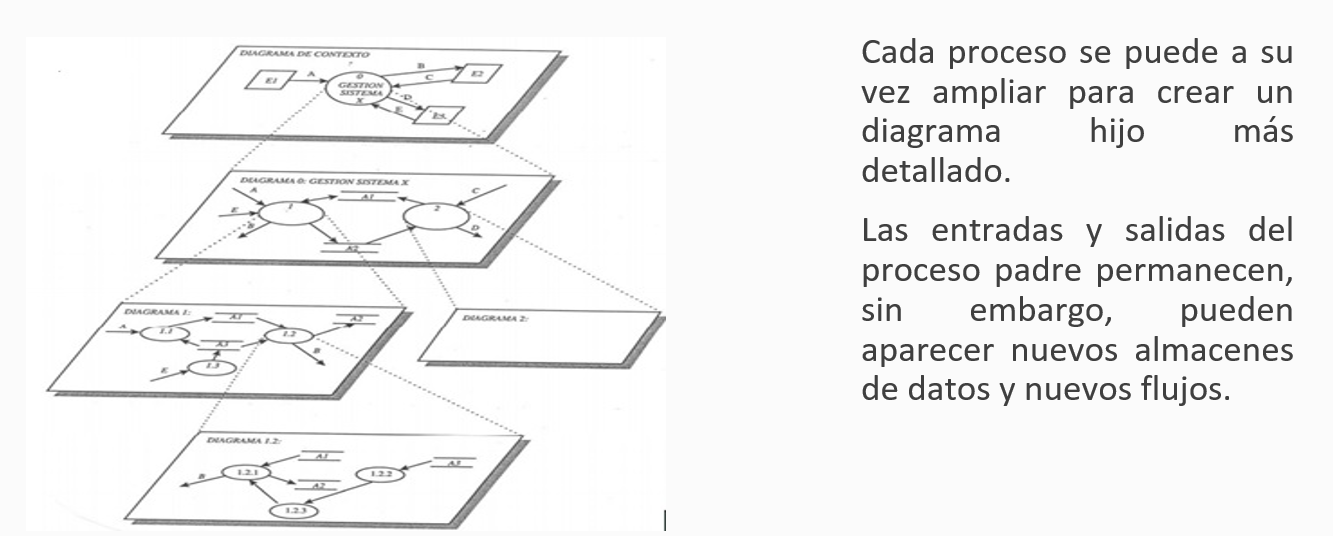 DIAGRAMA DE CONTEXTO
E1
A
0
GESTION
SISTEMA
X
B
C
E2
D
E
DIAGRAMA 0: GESTION SISTEMA X
A
E
B
1
A1
A2
2
C
D
DIAGRAMA 1:
A
1.1
A1
A3
1.3
E
1.2
A2
B
DIAGRAMA 2:
DIAGRAMA 1.2:
B
1.2.1
A1
A2
1.2.2
A3
1.2.3
Cada proceso se puede a su
vez ampliar para crear un
diagrama hijo más
detallado.
Las entradas y salidas del
proceso padre permanecen,
sin embargo, pueden
aparecer nuevos almacenes
de datos y nuevos flujos.